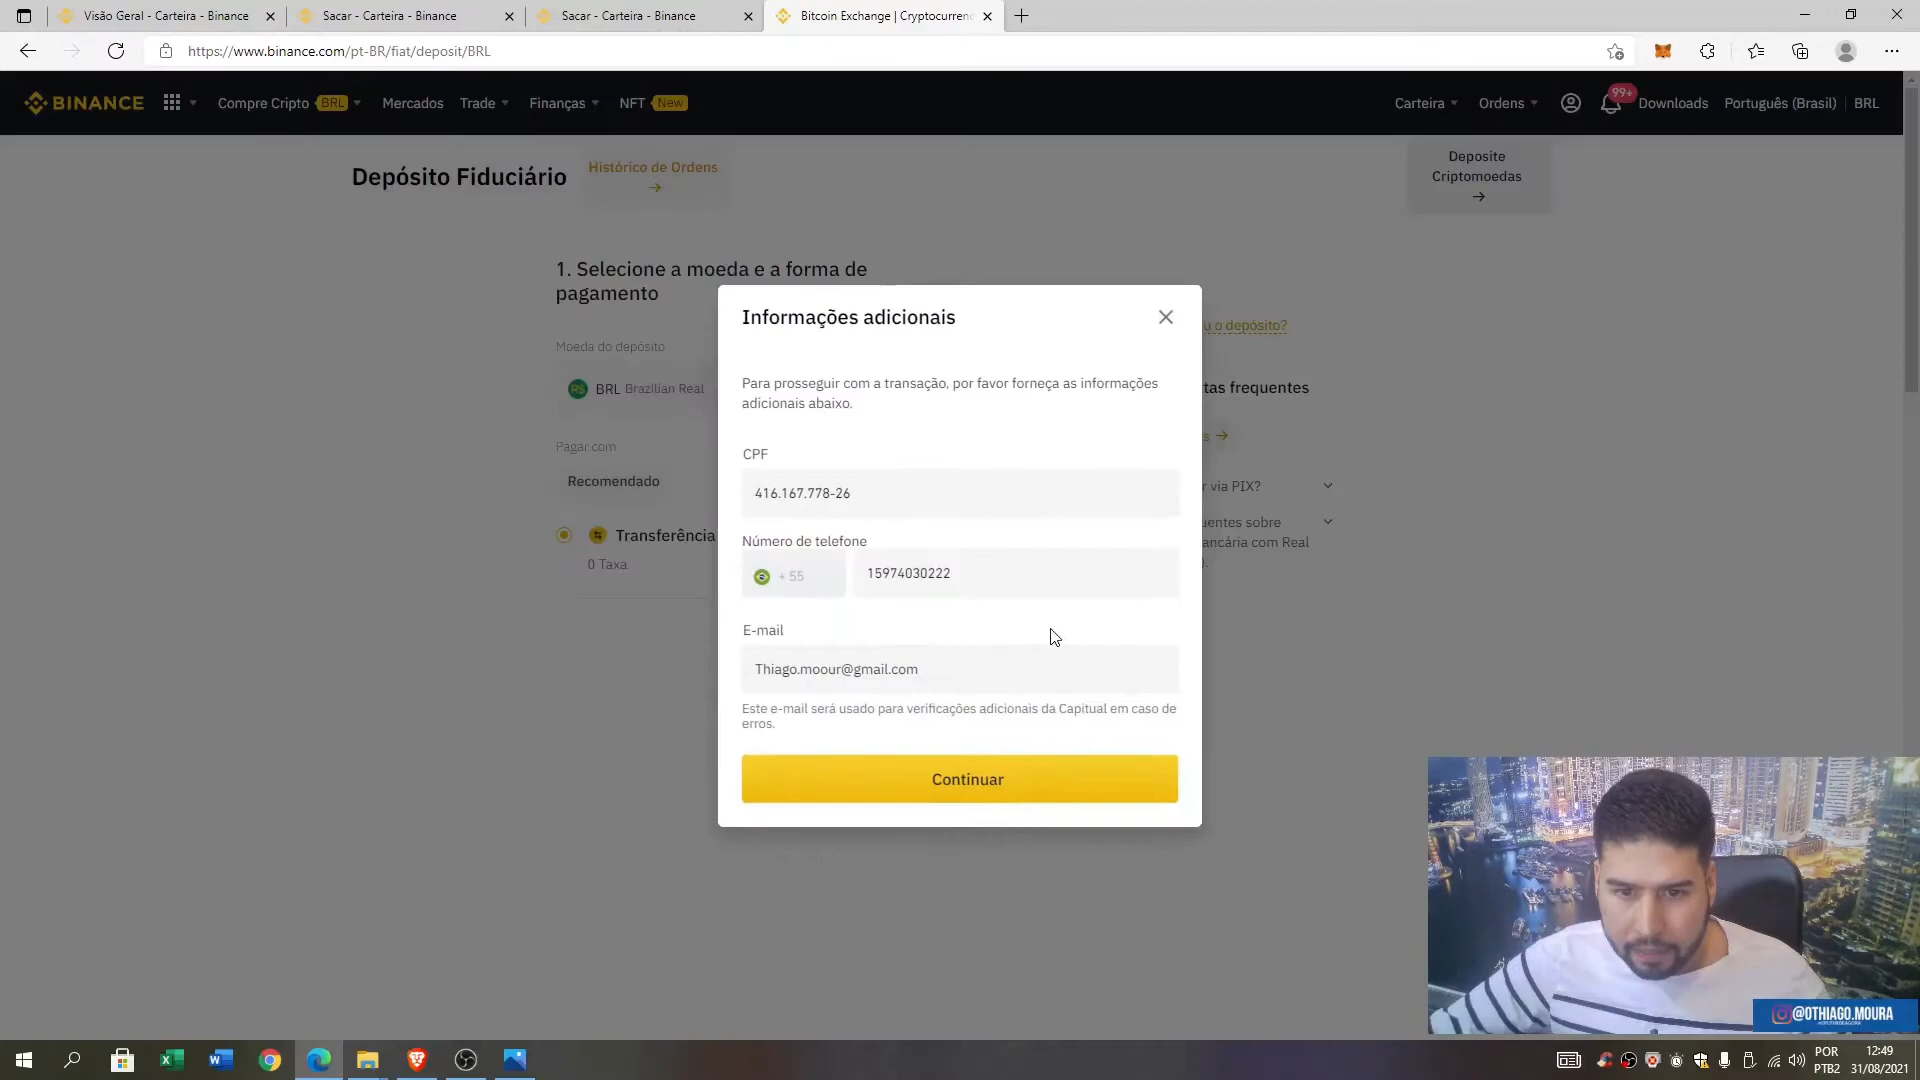 Visão Geral - Carteira - Binance
Sacar - Carteira - Binance
Sacar - Carteira - Binance
Bitcoin Exchange | Cryptocurrenc
https://www.binance.com/pt-BR/fiat/deposit/BRL
BINANCE
Compre Cripto BRL
Mercados
Trade
Finanças
NFT New
Carteira
Ordens
99+
Downloads
Português (Brasil)
BRL
Depósito Fiduciário
Histórico de Ordens
→
Deposite
Criptomoedas
→
1. Selecione a moeda e a forma de
pagamento
Moeda do depósito
R$ BRL Brazilian Real
Pagar com
Recomendado
Transferência
0 Taxa
u o depósito?
tas frequentes
s →
r via PIX?
uentes sobre
ancária com Real
).
Informações adicionais
Para prosseguir com a transação, por favor forneça as informações
adicionais abaixo.
CPF
416.167.778-26
Número de telefone
+ 55
15974030222
E-mail
Thiago.moour@gmail.com
Este e-mail será usado para verificações adicionais da Capitual em caso de
erros.
Continuar
@OTHIAGO.MOURA
POR
PTB2
12:49
31/08/2021